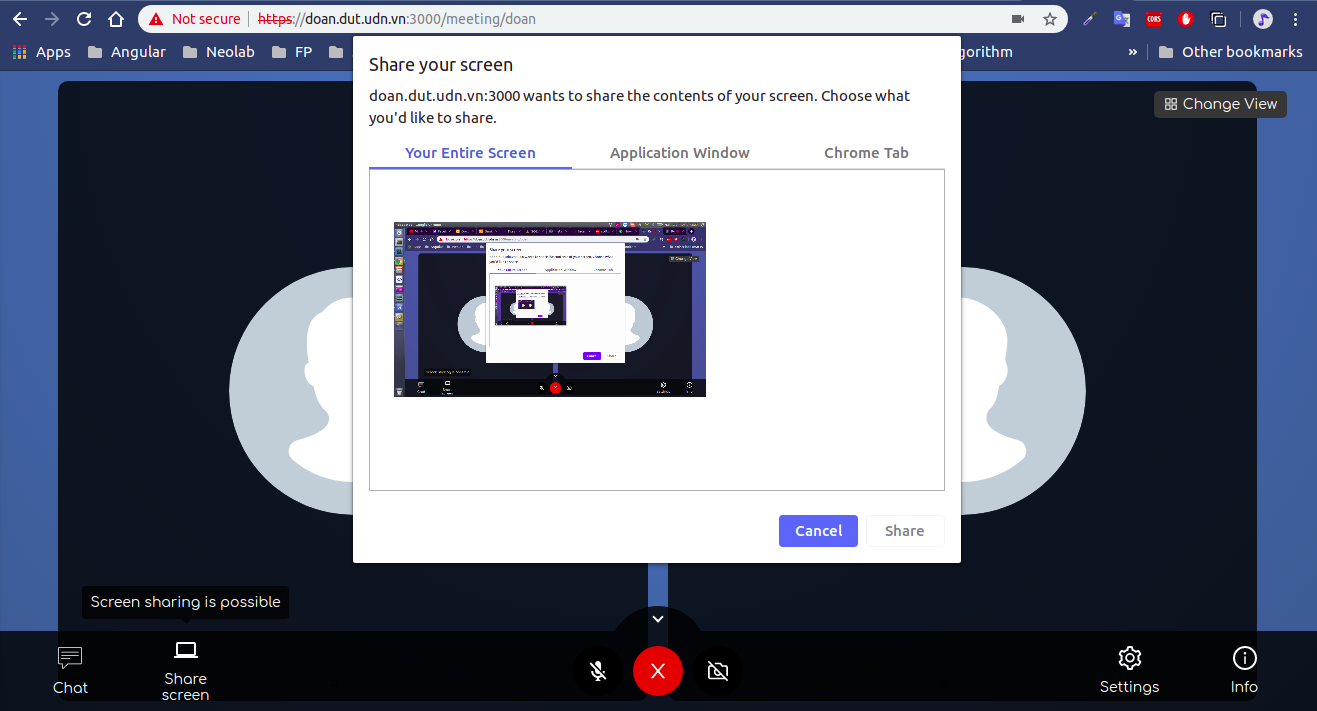 Not secure https://doan.dut.udn.vn:3000/meeting/doan
Apps Angular Neolab FP gorithm » Other bookmarks
Share your screen
doan.dut.udn.vn:3000 wants to share the contents of your screen. Choose what
you'd like to share.
Your Entire Screen Application Window Chrome Tab
Change View
Cancel Share
Screen sharing is possible
Chat
Share
screen
Settings
Info